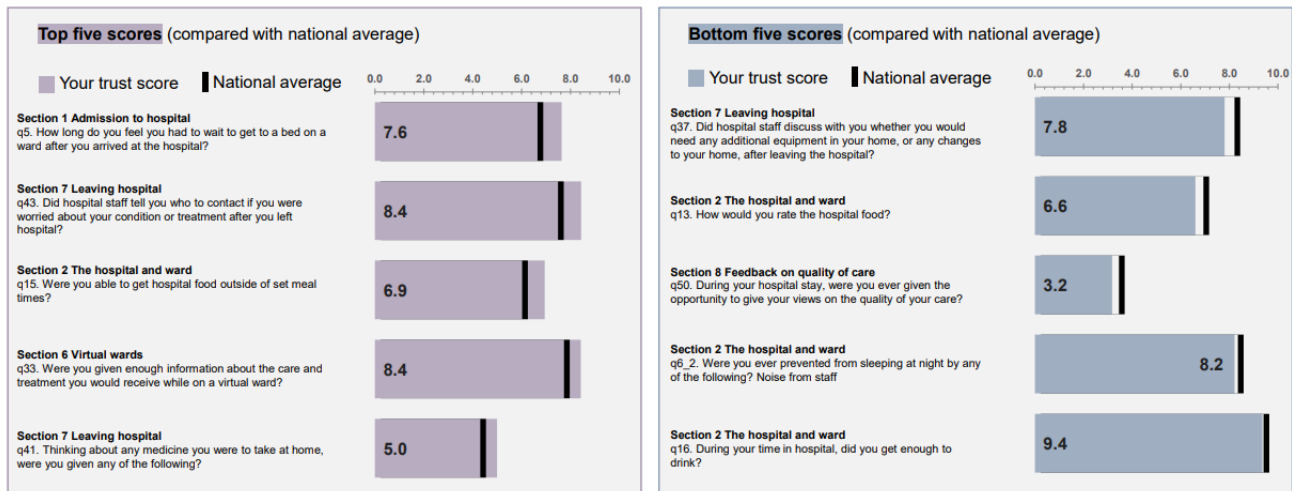 Top five scores (compared with national average)
Your trust score
National average
0.0 2.0 4.0 6.0 8.0 10.0
Section 1 Admission to hospital
q5. How long do you feel you had to wait to get to a bed on a
ward after you arrived at the hospital?
7.6
Section 7 Leaving hospital
q43. Did hospital staff tell you who to contact if you were
worried about your condition or treatment after you left
hospital?
8.4
Section 2 The hospital and ward
q15. Were you able to get hospital food outside of set meal
times?
6.9
Section 6 Virtual wards
q33. Were you given enough information about the care and
treatment you would receive while on a virtual ward?
8.4
Section 7 Leaving hospital
q41. Thinking about any medicine you were to take at home,
were you given any of the following?
5.0
Bottom five scores (compared with national average)
Your trust score
National average
0.0 2.0 4.0 6.0 8.0 10.0
Section 7 Leaving hospital
q37. Did hospital staff discuss with you whether you would
need any additional equipment in your home, or any changes
to your home, after leaving the hospital?
7.8
Section 2 The hospital and ward
q13. How would you rate the hospital food?
6.6
Section 8 Feedback on quality of care
q50. During your hospital stay, were you ever given the
opportunity to give your views on the quality of your care?
3.2
Section 2 The hospital and ward
q6_2. Were you ever prevented from sleeping at night by any
of the following? Noise from staff
8.2
Section 2 The hospital and ward
q16. During your time in hospital, did you get enough to
drink?
9.4